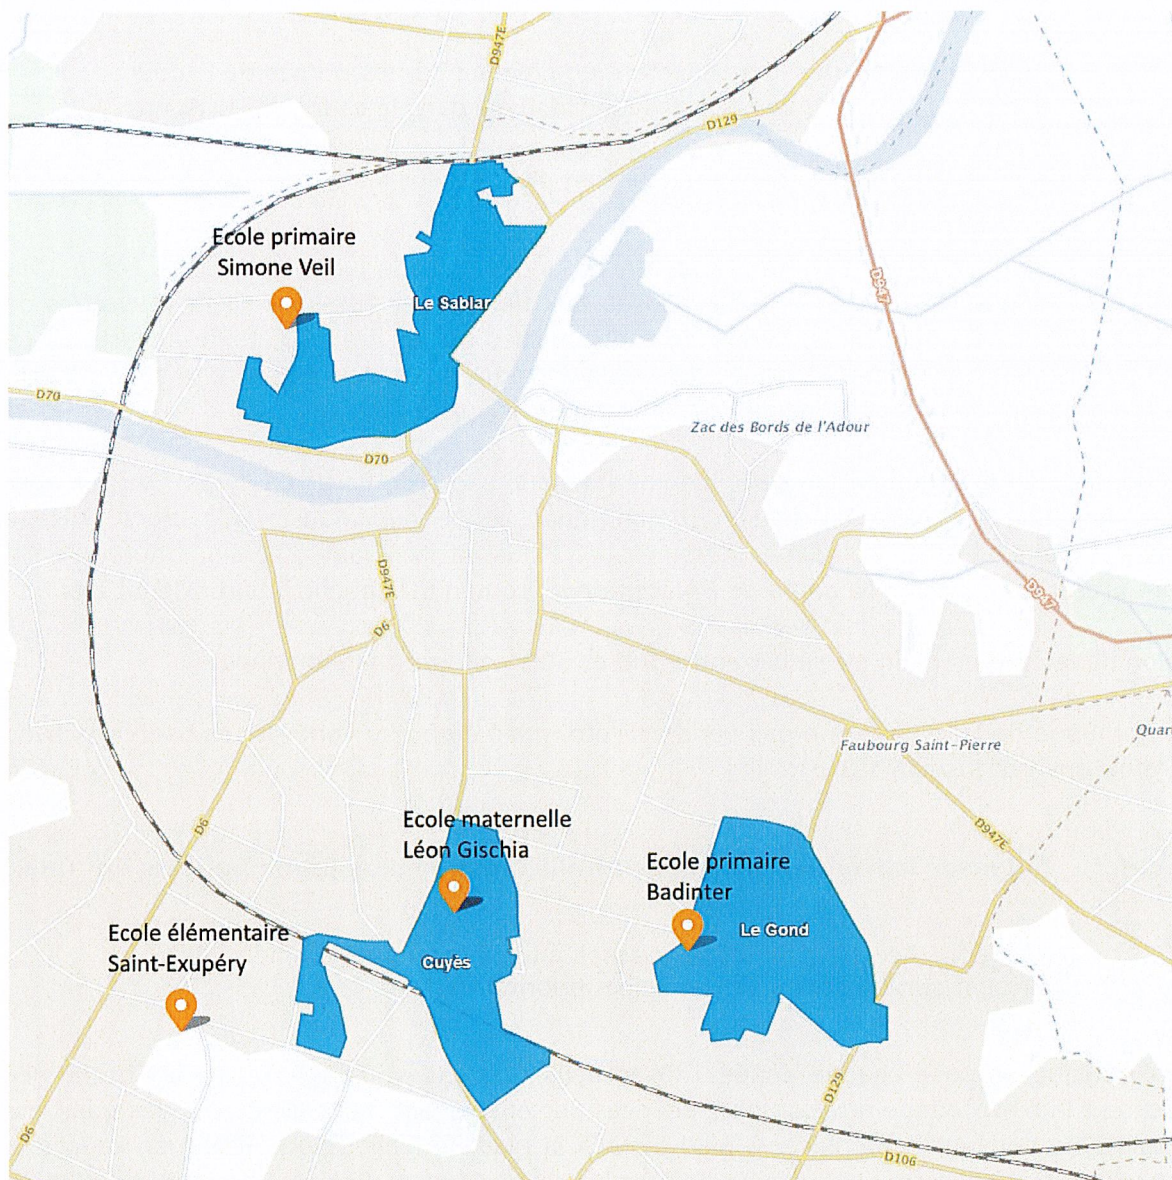 D947E
D129
Ecole primaire
Simone Veil
Le Sablar
D947
D70
Zac des Bords de l'Adour
D70
D947E
D6
D947
Faubourg Saint-Pierre
D6
Ecole maternelle
Léon Gischia
D947E
Ecole primaire
Badinter
Ecole élémentaire
Saint-Exupéry
Le Gond
Cuyès
D129
D6
D106